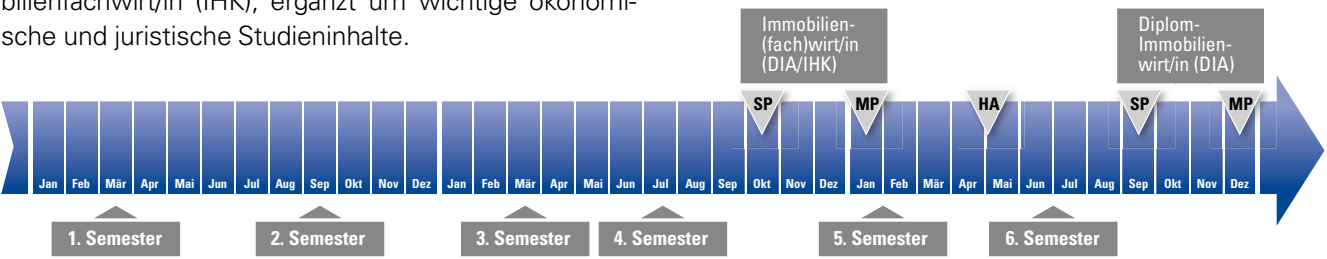 bilienfachwirt/in (IHK), ergänzt um wichtige ökonomi-
sche und juristische Studieninhalte.
Immobilien-
(fach)wirt/in
(DIA/IHK)
Diplom-
Immobilien-
wirt/in (DIA)
SP MP HA SP MP
Jan Feb Mär Apr Mai Jun Jul Aug Sep Okt Nov Dez Jan Feb Mär Apr Mai Jun Jul Aug Sep Okt Nov Dez Jan Feb Mär Apr Mai Jun Jul Aug Sep Okt Nov Dez
1. Semester 2. Semester 3. Semester 4. Semester 5. Semester 6. Semester